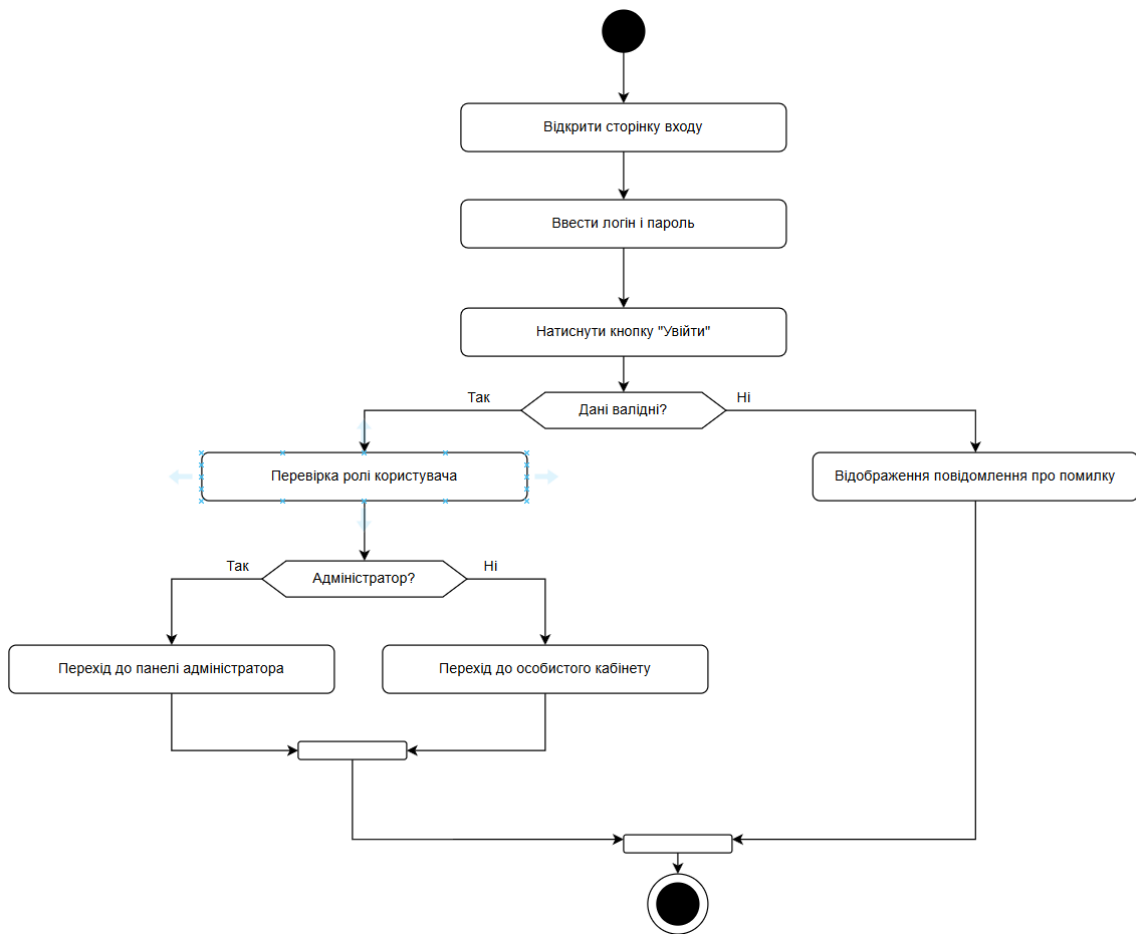 Відкрити сторінку входу
Ввести логін і пароль
Натиснути кнопку "Увійти"
Так
Дані валідні?
Ні
Перевірка ролі користувача
Відображення повідомлення про помилку
Так
Адміністратор?
Ні
Перехід до панелі адміністратора
Перехід до особистого кабінету